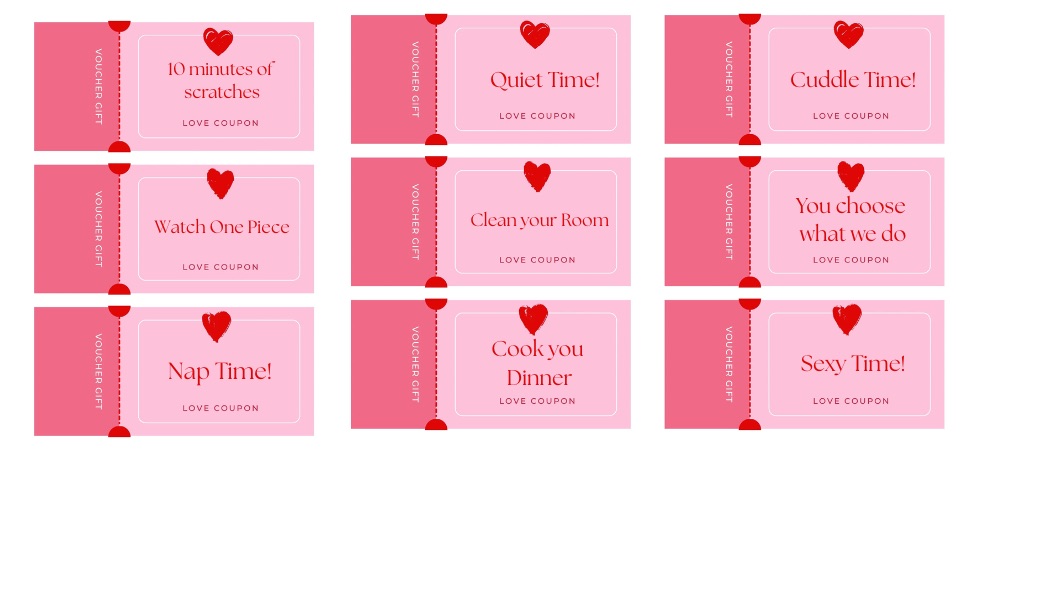 VOUCHER GIFT
10 minutes of
scratches
LOVE COUPON
VOUCHER GIFT
Quiet Time!
LOVE COUPON
VOUCHER GIFT
Cuddle Time!
LOVE COUPON
VOUCHER GIFT
Watch One Piece
LOVE COUPON
VOUCHER GIFT
Clean your Room
LOVE COUPON
VOUCHER GIFT
You choose
what we do
LOVE COUPON
VOUCHER GIFT
Nap Time!
LOVE COUPON
VOUCHER GIFT
Cook you
Dinner
LOVE COUPON
VOUCHER GIFT
Sexy Time!
LOVE COUPON